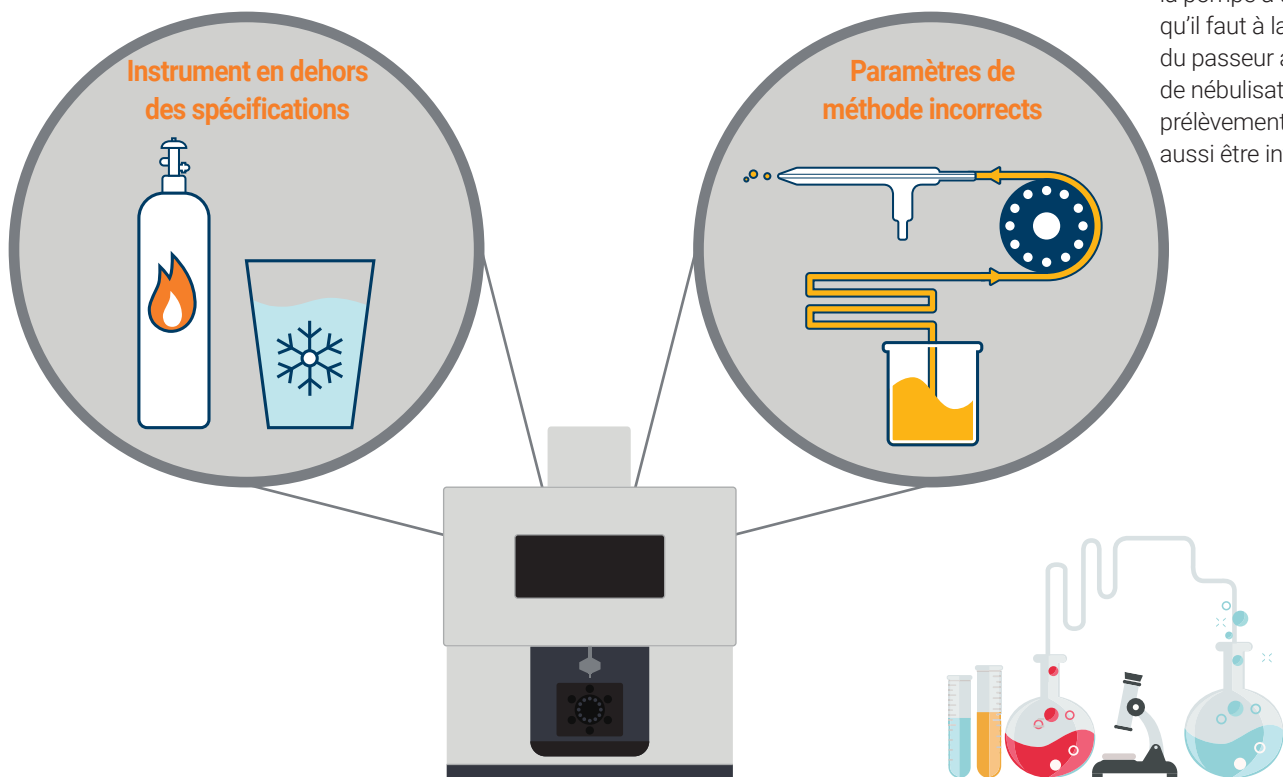 Instrument en dehors
des spécifications
Paramètres de
méthode incorrects
qu’il faut à la
du passeur a
de nébulisat
prélèvement
aussi être in